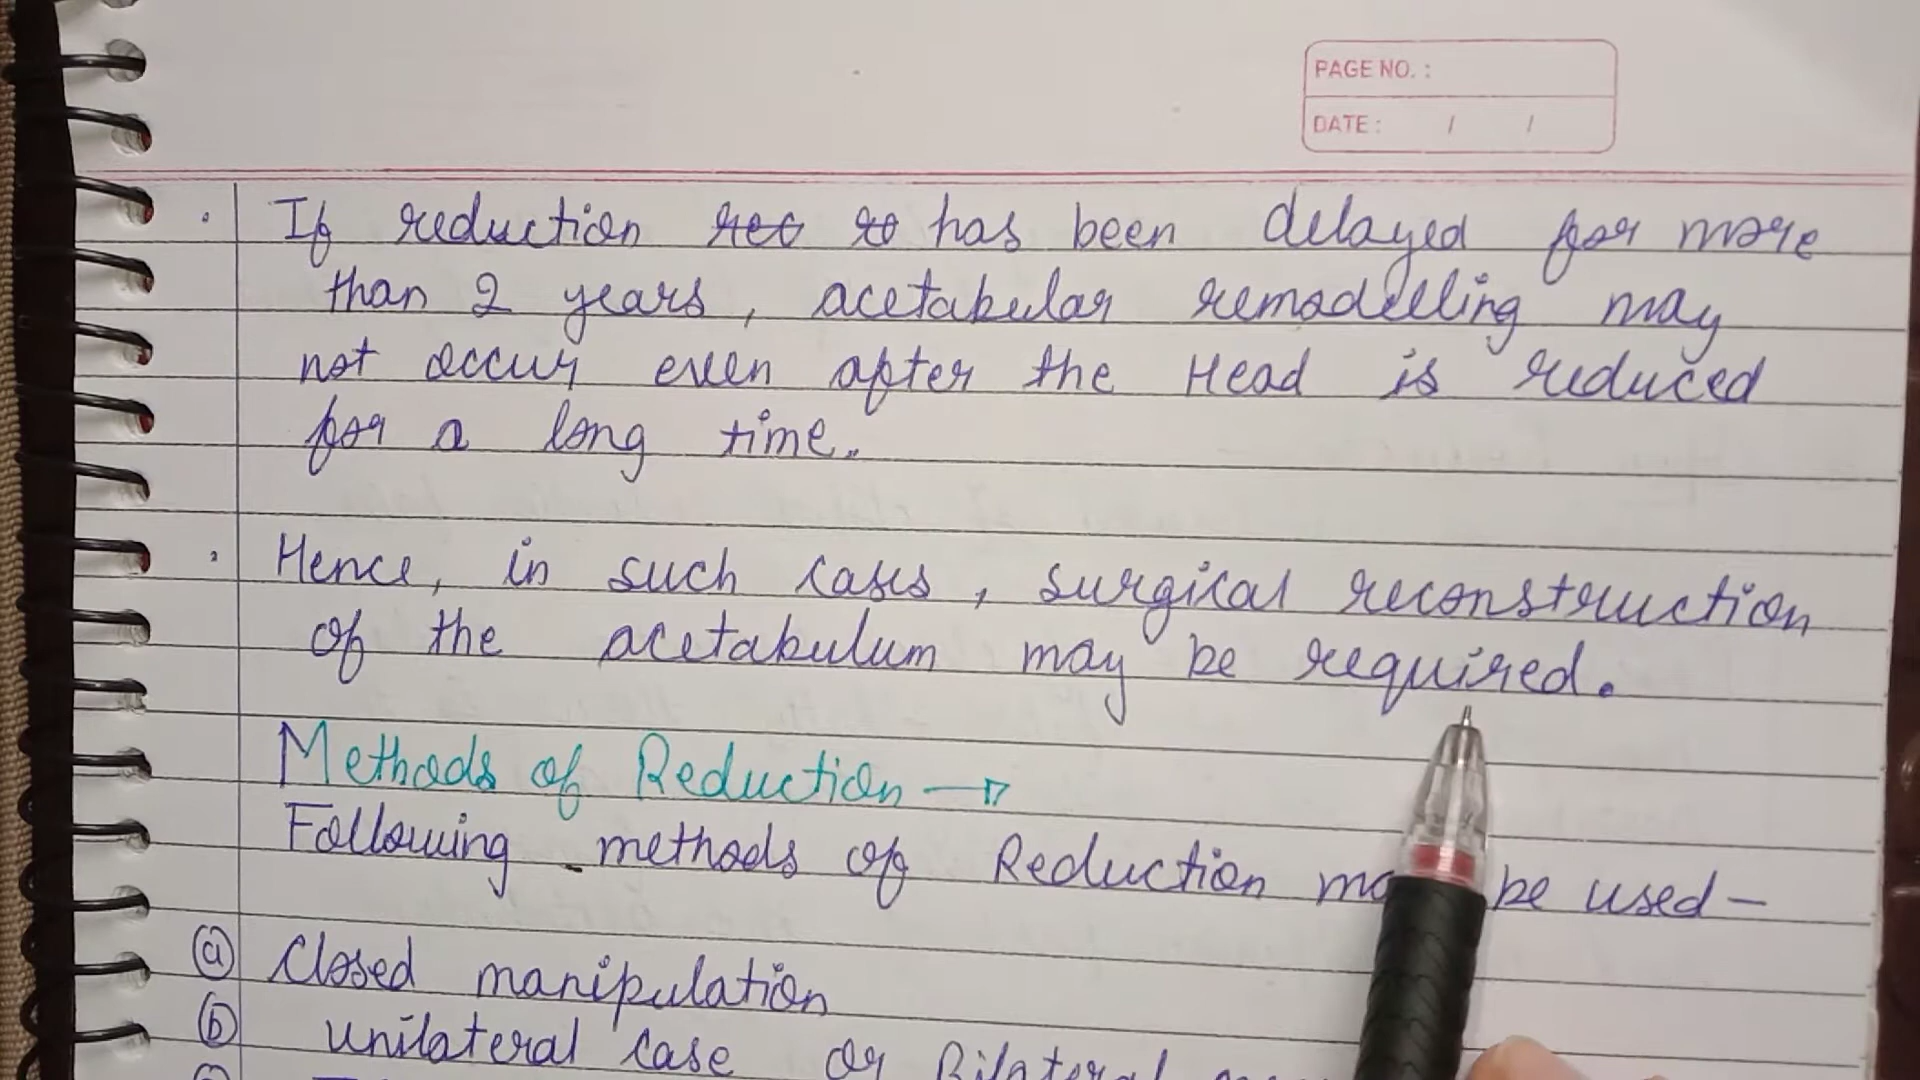 PAGE NO. :
DATE : / /
If reduction has been delayed for more
than 2 years, acetabular remodelling may
not occur even after the Head is reduced
for a long time.
Hence, in such cases, surgical reconstruction
of the acetabulum may be required.
Methods of Reduction →
Following methods of Reduction be used –
(a) Closed manipulation
(b) unilateral case or Bilateral